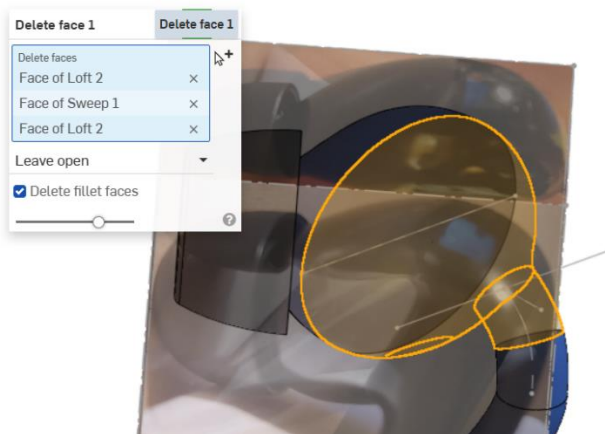 Delete face 1
Delete face 1
Delete faces
Face of Loft 2
Face of Sweep 1
Face of Loft 2
Leave open
Delete fillet faces